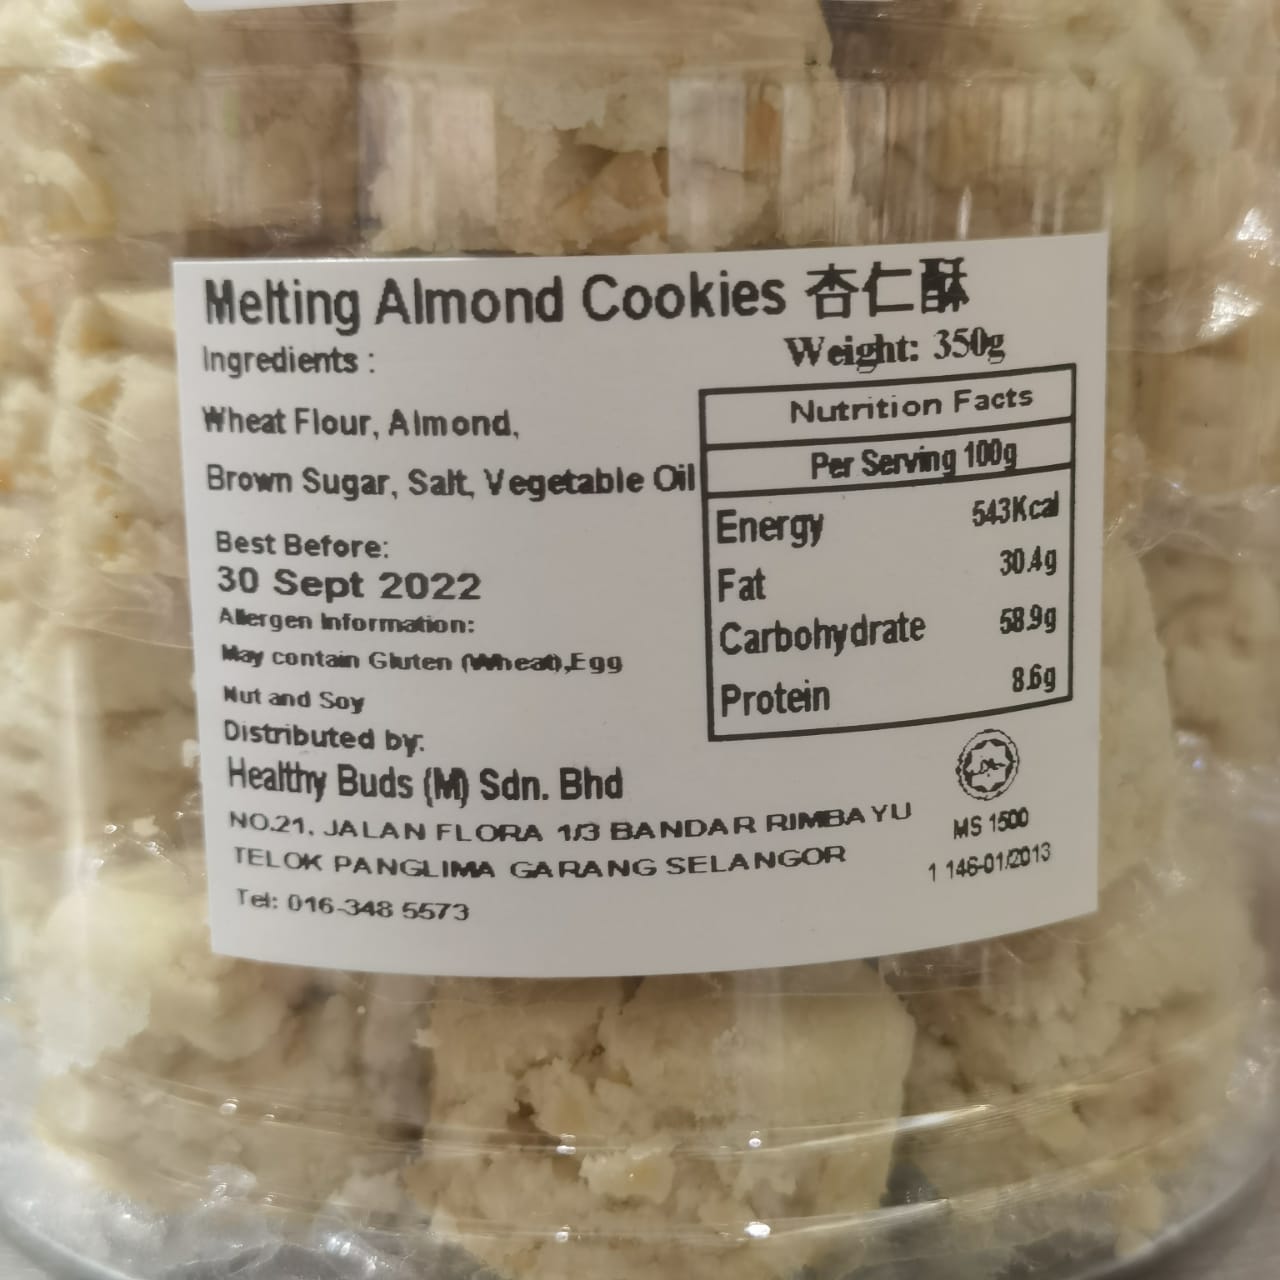 Melting Almond Cookies 杏仁酥
Ingredients :
Weight: 350g
Wheat Flour, Almond,
Brown Sugar, Salt, Vegetable Oil
Nutrition Facts
Per Serving 100g
Energy 543Kcal
Fat 30.4g
Carbohydrate 58.9g
Protein 8.6g
Best Before:
30 Sept 2022
Allergen Information:
May contain Gluten (Wheat),Egg
Nut and Soy
Distributed by:
Healthy Buds (M) Sdn. Bhd
NO.21, JALAN FLORA 1/3 BANDAR RIMBAYU
TELOK PANGLIMA GARANG SELANGOR
Tel: 016-348 5573
MS 1500
1 146-01/2013